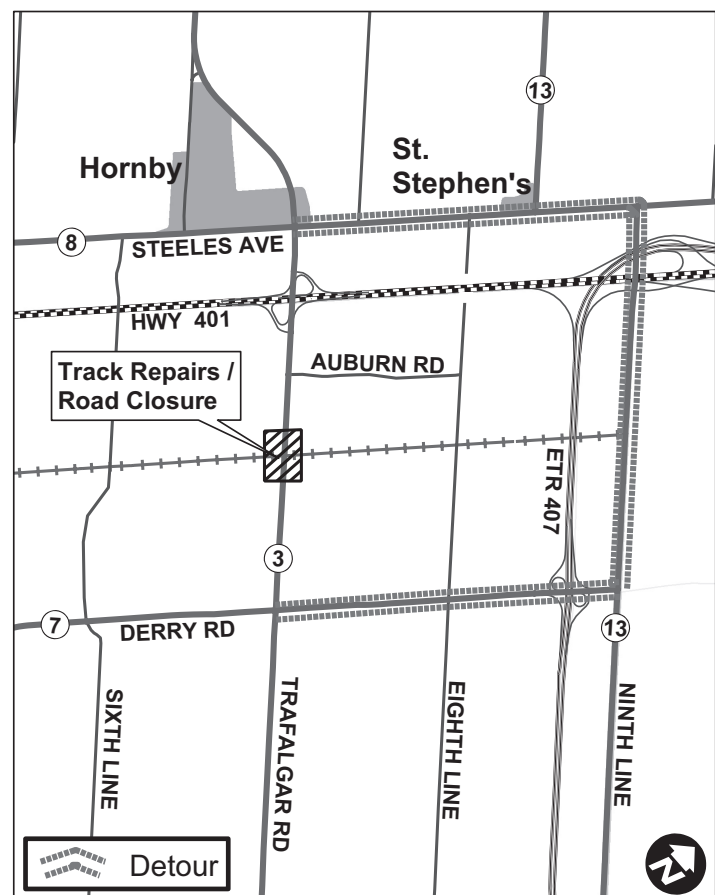 13
Hornby
St.
Stephen's
8
STEELES AVE
HWY 401
AUBURN RD
Track Repairs /
Road Closure
ETR 407
3
7
DERRY RD
13
SIXTH LINE
TRAFALGAR RD
EIGHTH LINE
NINTH LINE
Detour
N